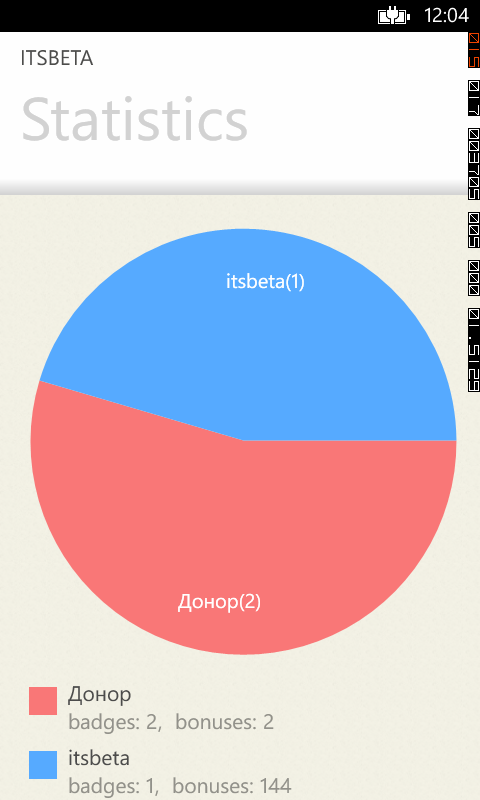 12:04
ITSBETA
Statistics
itsbeta(1)
Донор(2)
Донор
badges: 2, bonuses: 2
itsbeta
badges: 1, bonuses: 144